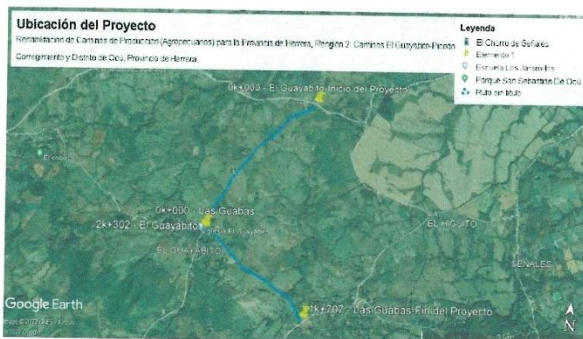 Ubicación del Proyecto
Rehabilitación de Caminos de Producción (Agropecuarios) para la Provincia de Herrera, Renglón 2: Caminos El Guayabito-Picado
Corregimiento y Distrito de Ocú, Provincia de Herrera.
Leyenda
El Chorro de Señales
Elemento 1
Escuela Los Jaramillos
Parque San Sebastián De Ocú
Ruta sin título
0k+000 - El Guayabito-Inicio del Proyecto
0k+000 - Las Guabas
2k+302 - El Guayabito
EL GUAYABITO
EL HIGUITO
SEÑALES
1k+707 - Las Guabas-Fin del Proyecto
Google Earth
N